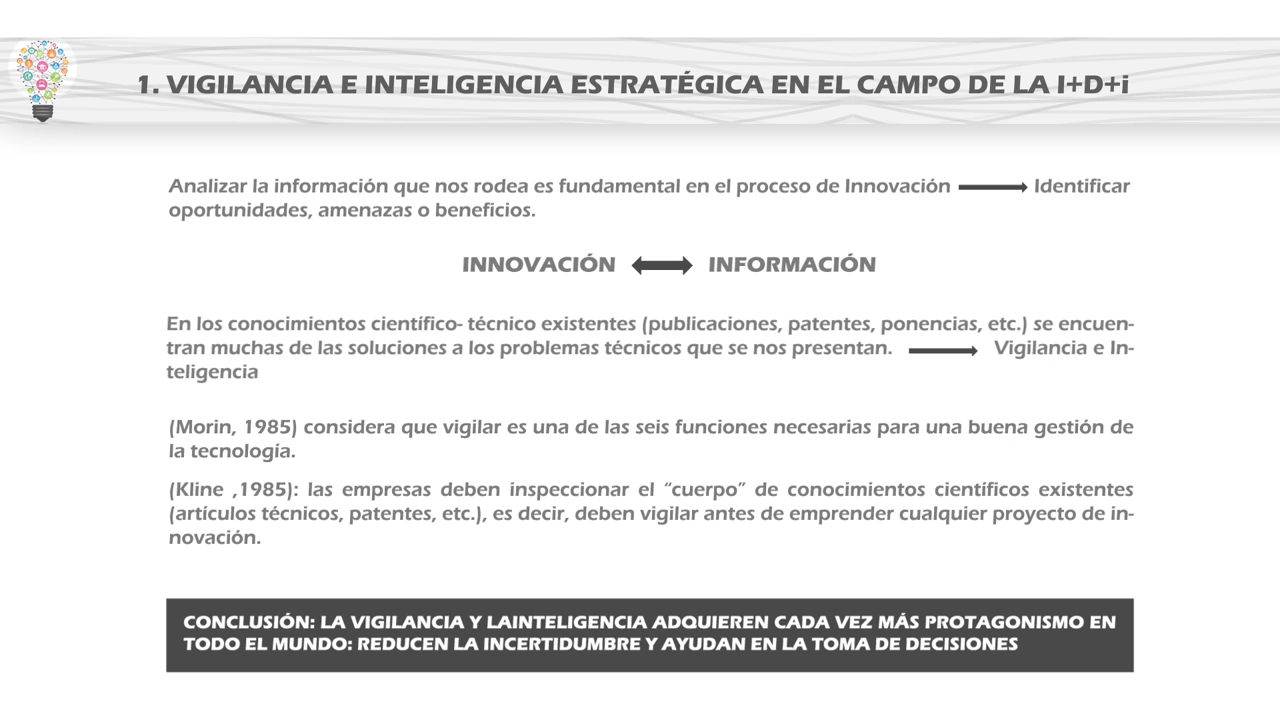 1. VIGILANCIA E INTELIGENCIA ESTRATÉGICA EN EL CAMPO DE LA I+D+i
Analizar la información que nos rodea es fundamental en el proceso de Innovación ⟶ Identificar
oportunidades, amenazas o beneficios.
INNOVACIÓN ⟷ INFORMACIÓN
En los conocimientos científico- técnico existentes (publicaciones, patentes, ponencias, etc.) se encuen-
tran muchas de las soluciones a los problemas técnicos que se nos presentan. ⟶ Vigilancia e In-
teligencia
(Morin, 1985) considera que vigilar es una de las seis funciones necesarias para una buena gestión de
la tecnología.
(Kline ,1985): las empresas deben inspeccionar el “cuerpo” de conocimientos científicos existentes
(artículos técnicos, patentes, etc.), es decir, deben vigilar antes de emprender cualquier proyecto de in-
novación.
CONCLUSIÓN: LA VIGILANCIA Y LAINTELIGENCIA ADQUIEREN CADA VEZ MÁS PROTAGONISMO EN
TODO EL MUNDO: REDUCEN LA INCERTIDUMBRE Y AYUDAN EN LA TOMA DE DECISIONES